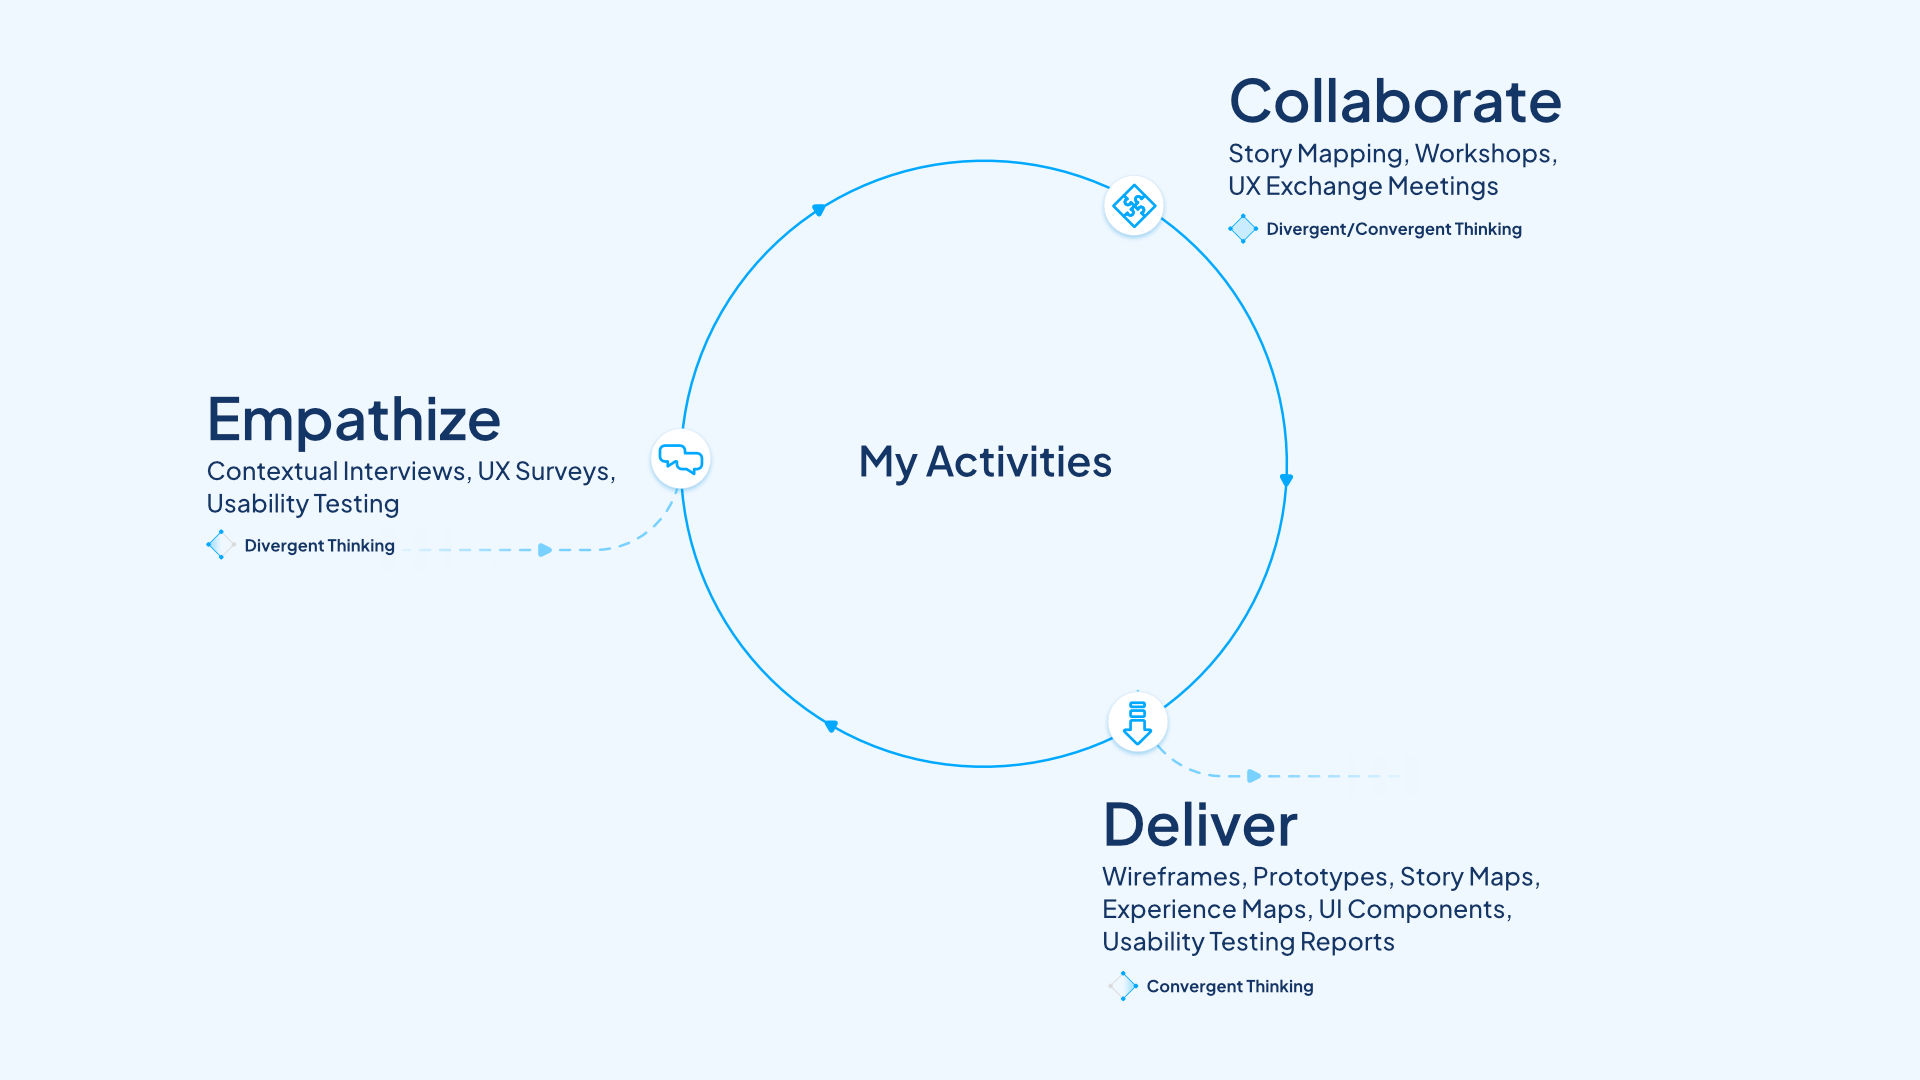 Collaborate
Story Mapping, Workshops,
UX Exchange Meetings
Divergent/Convergent Thinking
Empathize
Contextual Interviews, UX Surveys,
Usability Testing
Divergent Thinking
My Activities
Deliver
Wireframes, Prototypes, Story Maps,
Experience Maps, UI Components,
Usability Testing Reports
Convergent Thinking